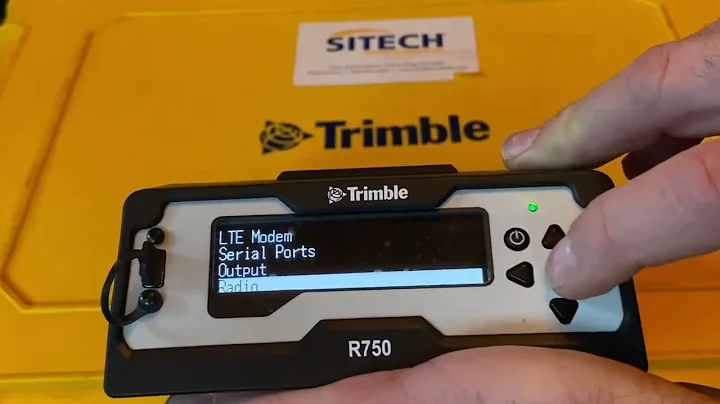 SITECH
Trimble
Trimble
LTE Modem
Serial Ports
Output
Radio
R750